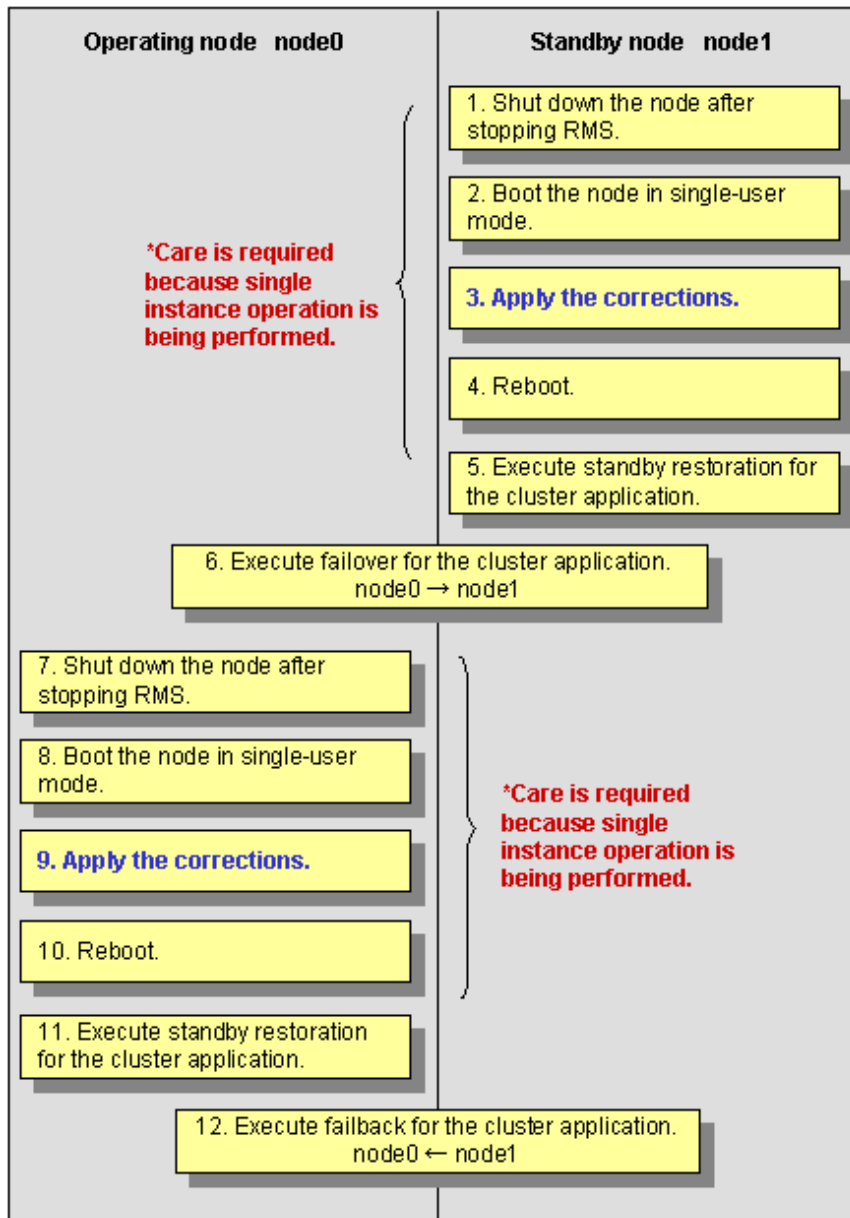 Operating node node0
Standby node node1
1. Shut down the node after
stopping RMS.
2. Boot the node in single-user
mode.
*Care is required
because single
instance operation is
being performed.
3. Apply the corrections.
4. Reboot.
5. Execute standby restoration for
the cluster application.
6. Execute failover for the cluster application.
node0 → node1
7. Shut down the node after
stopping RMS.
8. Boot the node in single-user
mode.
*Care is required
because single
instance operation is
being performed.
9. Apply the corrections.
10. Reboot.
11. Execute standby restoration
for the cluster application.
12. Execute failback for the cluster application.
node0 ← node1